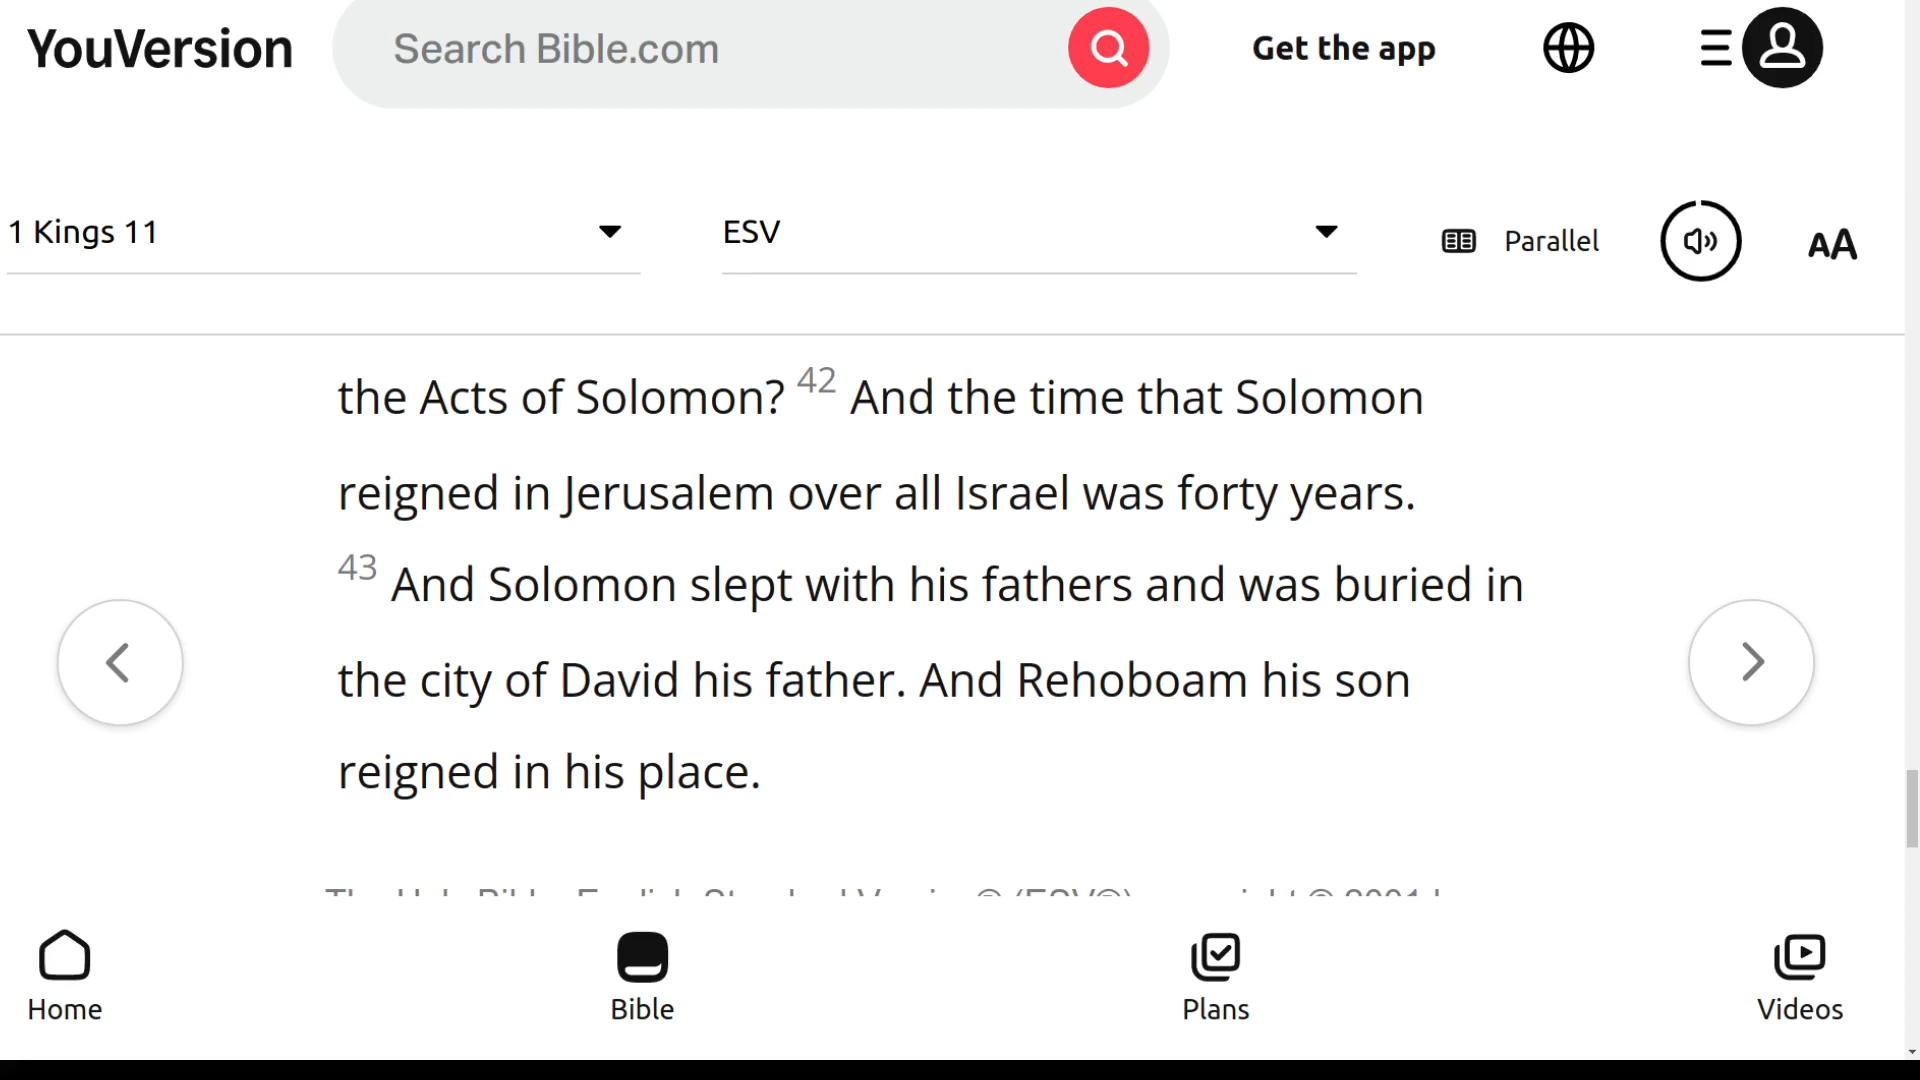 YouVersion
Search Bible.com
Get the app
1 Kings 11
ESV
Parallel
AA
the Acts of Solomon? 42 And the time that Solomon
reigned in Jerusalem over all Israel was forty years.
43 And Solomon slept with his fathers and was buried in
the city of David his father. And Rehoboam his son
reigned in his place.
Home
Bible
Plans
Videos